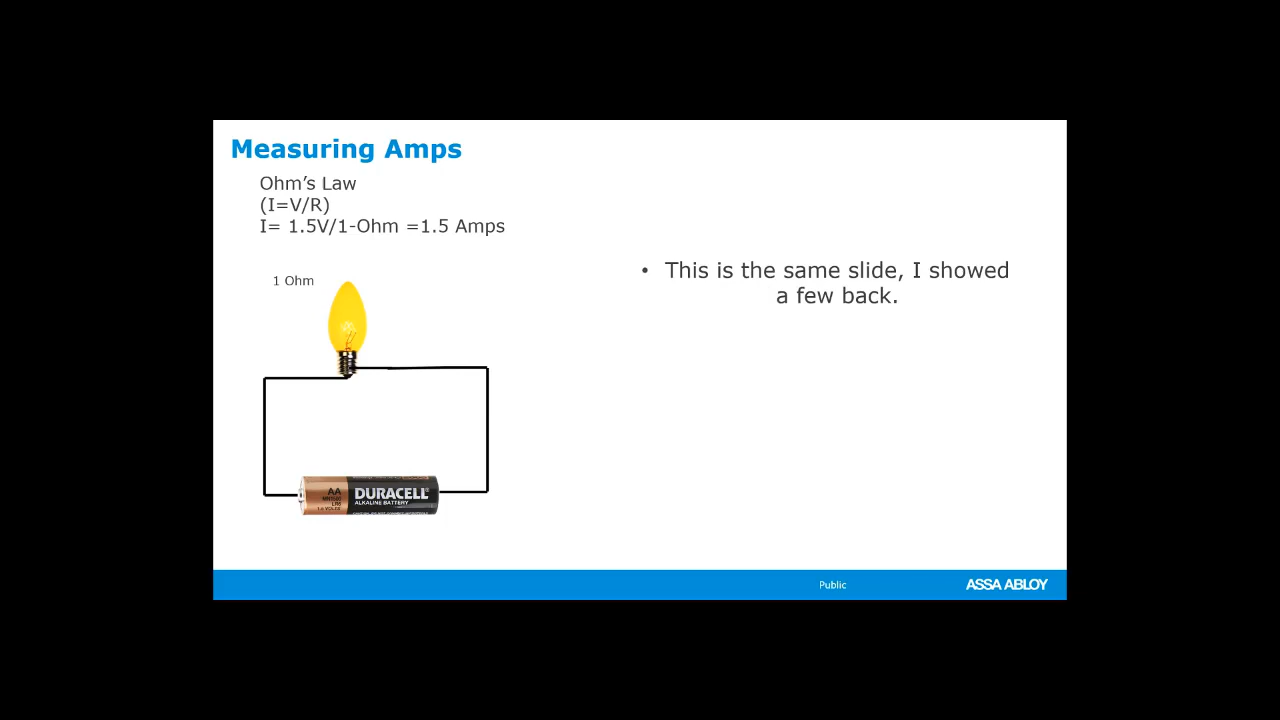 Measuring Amps
Ohm's Law
(I=V/R)
I= 1.5V/1-Ohm =1.5 Amps
1 Ohm
• This is the same slide, I showed
a few back.
AA
DURACELL®
ALKALINE BATTERY
Public
ASSA ABLOY